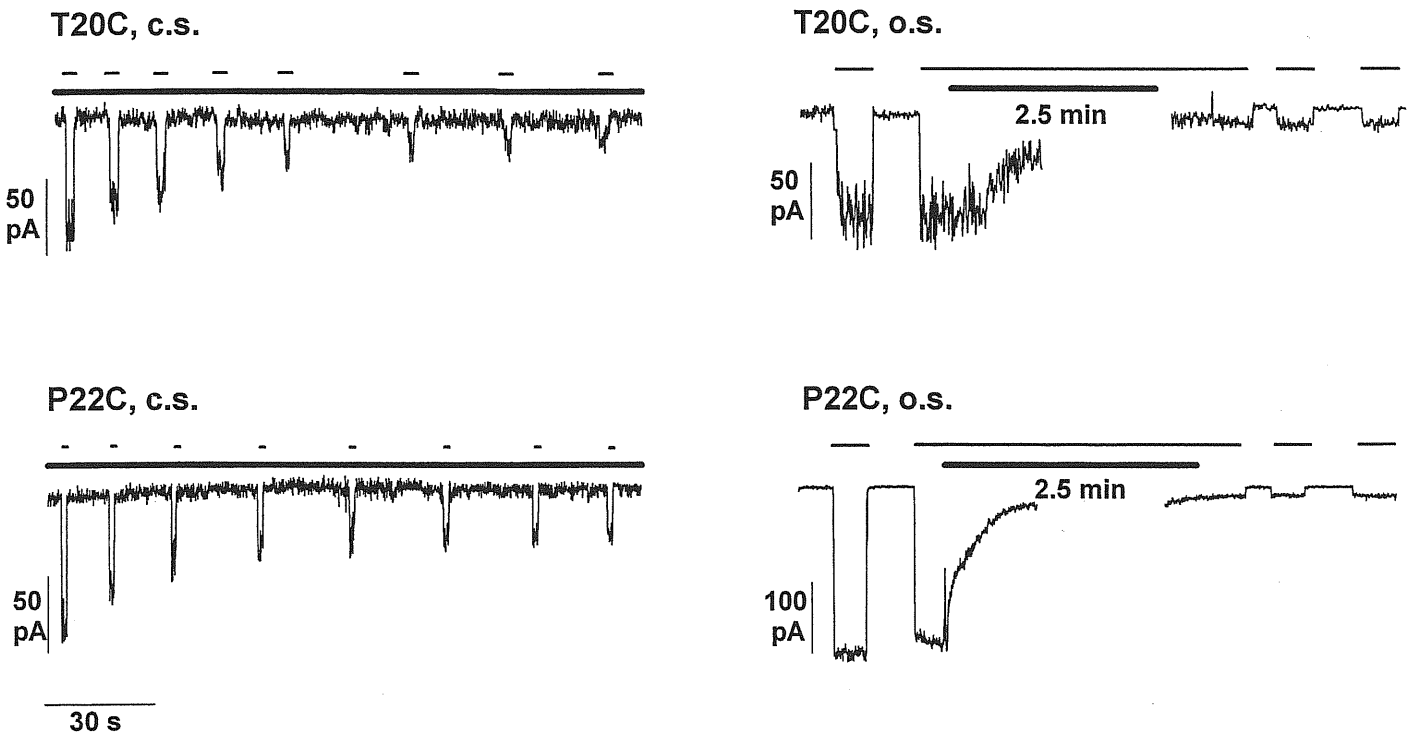 T20C, c.s.
T20C, o.s.
2.5 min
50
pA
50
pA
P22C, c.s.
P22C, o.s.
2.5 min
50
pA
100
pA
30 s